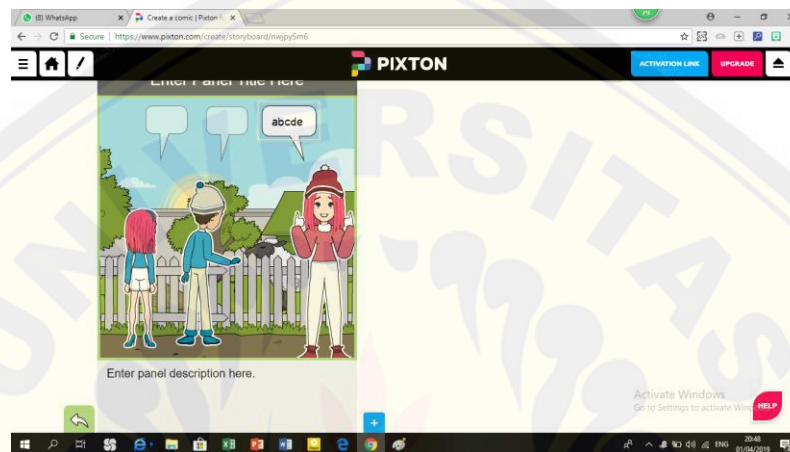 (8) WhatsApp
Create a comic | Pixton
Secure | https://www.pixton.com/create/storyboard/nwjpy5m6
PIXTON
ACTIVATION LINK
UPGRADE
Enter Panel Title Here
abcde
Enter panel description here.
Activate Windows
Go to Settings to activate
HELP
ENG
20:48
01/04/2019
UNIVERSITAS